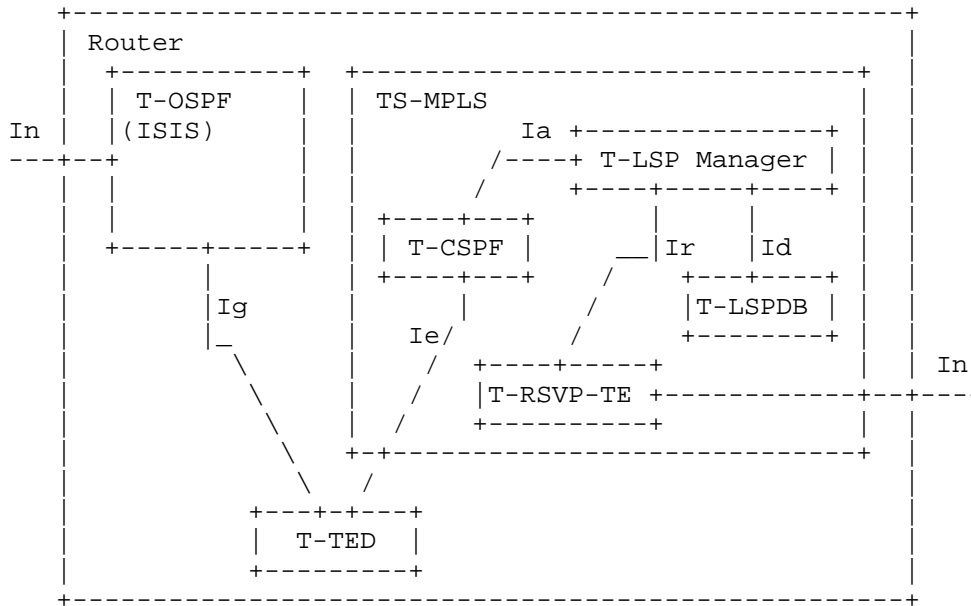 Router
T-OSPF
TS-MPLS
In
(ISIS)
Ia
T-LSP Manager
T-CSPF
Ir
Id
Ig
T-LSPDB
Ie
In
T-RSVP-TE
T-TED